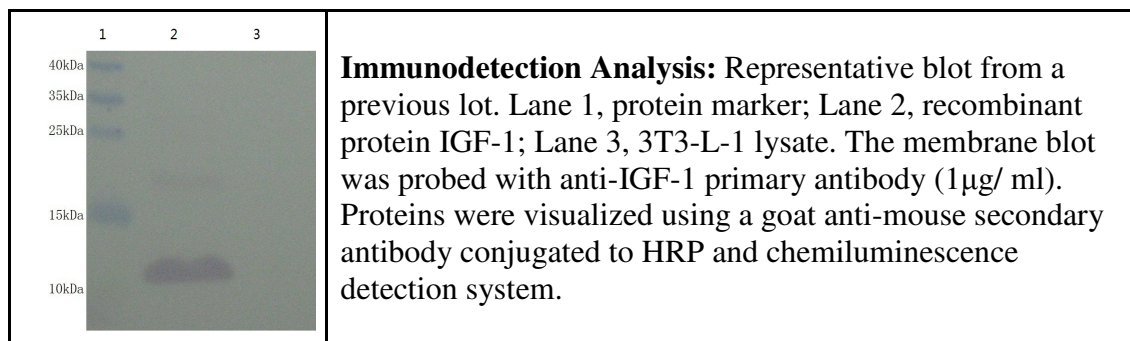 1 2 3
40kDa
35kDa
25kDa
15kDa
10kDa
Immunodetection Analysis: Representative blot from a
previous lot. Lane 1, protein marker; Lane 2, recombinant
protein IGF-1; Lane 3, 3T3-L-1 lysate. The membrane blot
was probed with anti-IGF-1 primary antibody (1μg/ ml).
Proteins were visualized using a goat anti-mouse secondary
antibody conjugated to HRP and chemiluminescence
detection system.